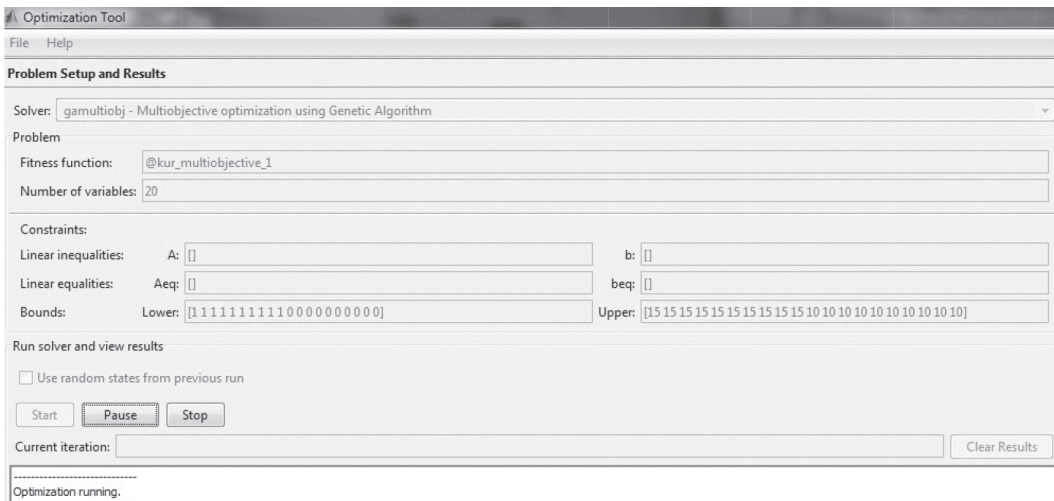 Optimization Tool
File Help
Problem Setup and Results
Solver: gamultiobj - Multiobjective optimization using Genetic Algorithm
Problem
Fitness function: @kur_multiobjective_1
Number of variables: 20
Constraints:
Linear inequalities: A: [] b: []
Linear equalities: Aeq: [] beq: []
Bounds: Lower: [1 1 1 1 1 1 1 1 1 1 0 0 0 0 0 0 0 0 0 0] Upper: [15 15 15 15 15 15 15 15 15 15 10 10 10 10 10 10 10 10 10 10]
Run solver and view results
Use random states from previous run
Start Pause Stop
Current iteration: Clear Results
-----------------------------
Optimization running.